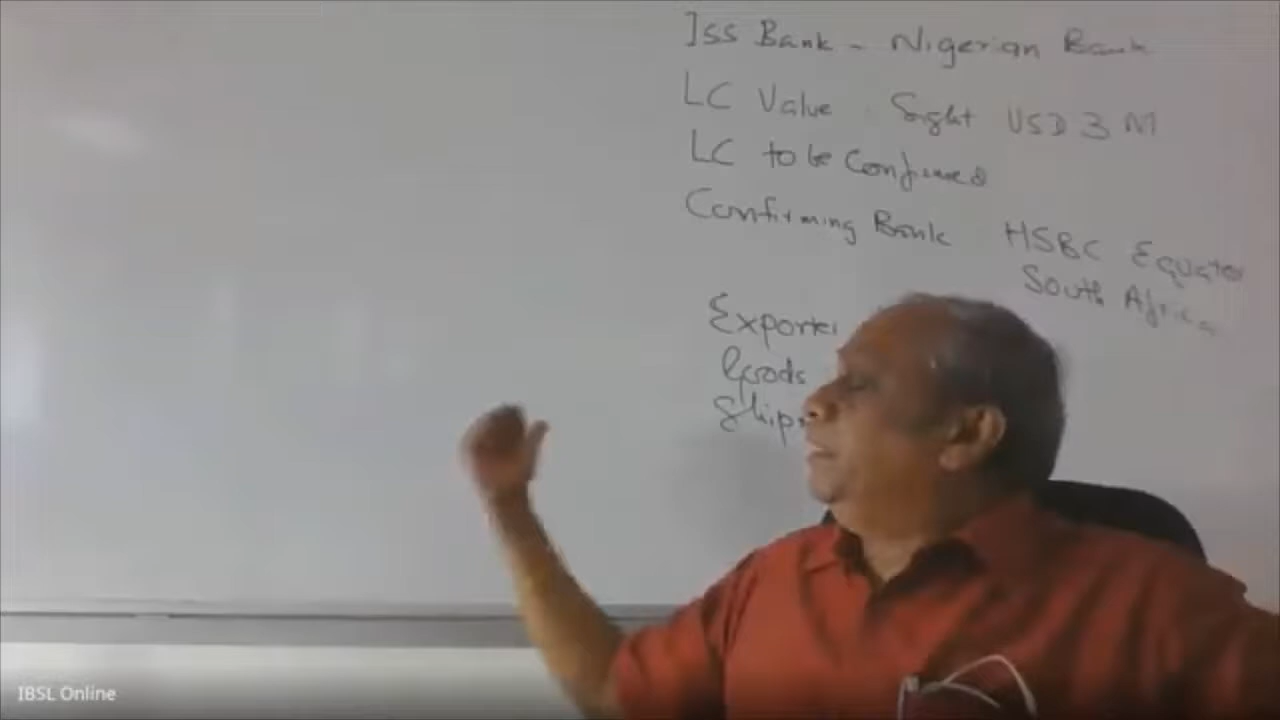 Iss Bank - Nigerian Bank
LC Value Sight USD 3 M
LC to be Confirmed
Confirming Bank HSBC Equator
South Africa
Exporter
Goods
Ship
IBSL Online